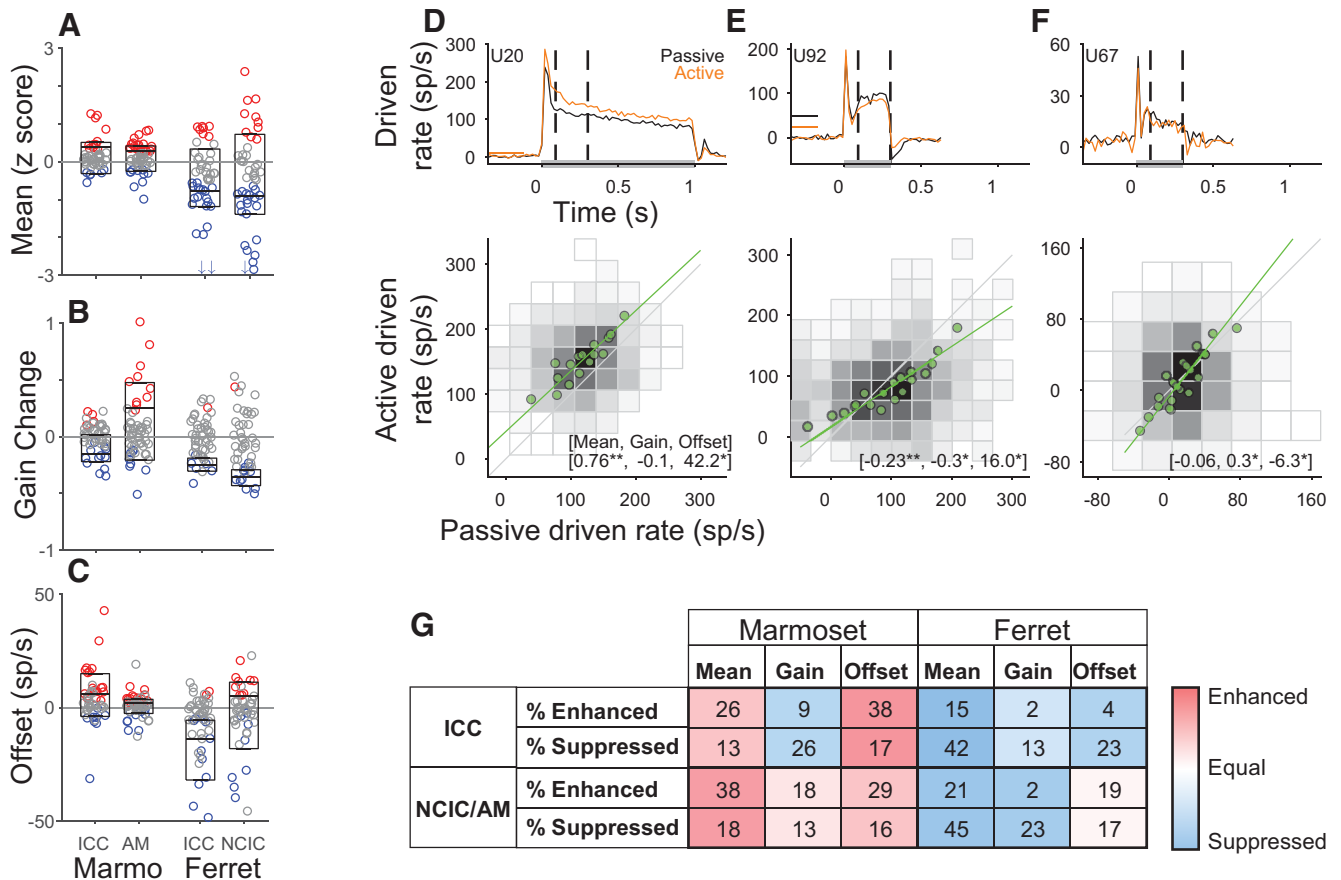 A
3
0
-3
Mean (z score)
B
1
0
-1
Gain Change
C
50
0
-50
Offset (sp/s)
ICC AM ICC NCIC
Marmo Ferret
D
Driven
rate (sp/s)
300
200
100
0
U20
Passive
Active
0 0.5 1
Time (s)
E
200
100
0
U92
0 0.5 1
F
60
30
0
U67
0 0.5 1
Active driven
rate (sp/s)
300
200
100
0
[Mean, Gain, Offset]
[0.76**, -0.1, 42.2*]
0 100 200 300
300
200
100
0
[-0.23**, -0.3*, 16.0*]
0 100 200 300
160
80
0
-80
[-0.06, 0.3*, -6.3*]
-80 0 80 160
Passive driven rate (sp/s)
G
Marmoset Ferret
Mean Gain Offset Mean Gain Offset
ICC
% Enhanced 26 9 38 15 2 4
% Suppressed 13 26 17 42 13 23
NCIC/AM
% Enhanced 38 18 29 21 2 19
% Suppressed 18 13 16 45 23 17
Enhanced
Equal
Suppressed